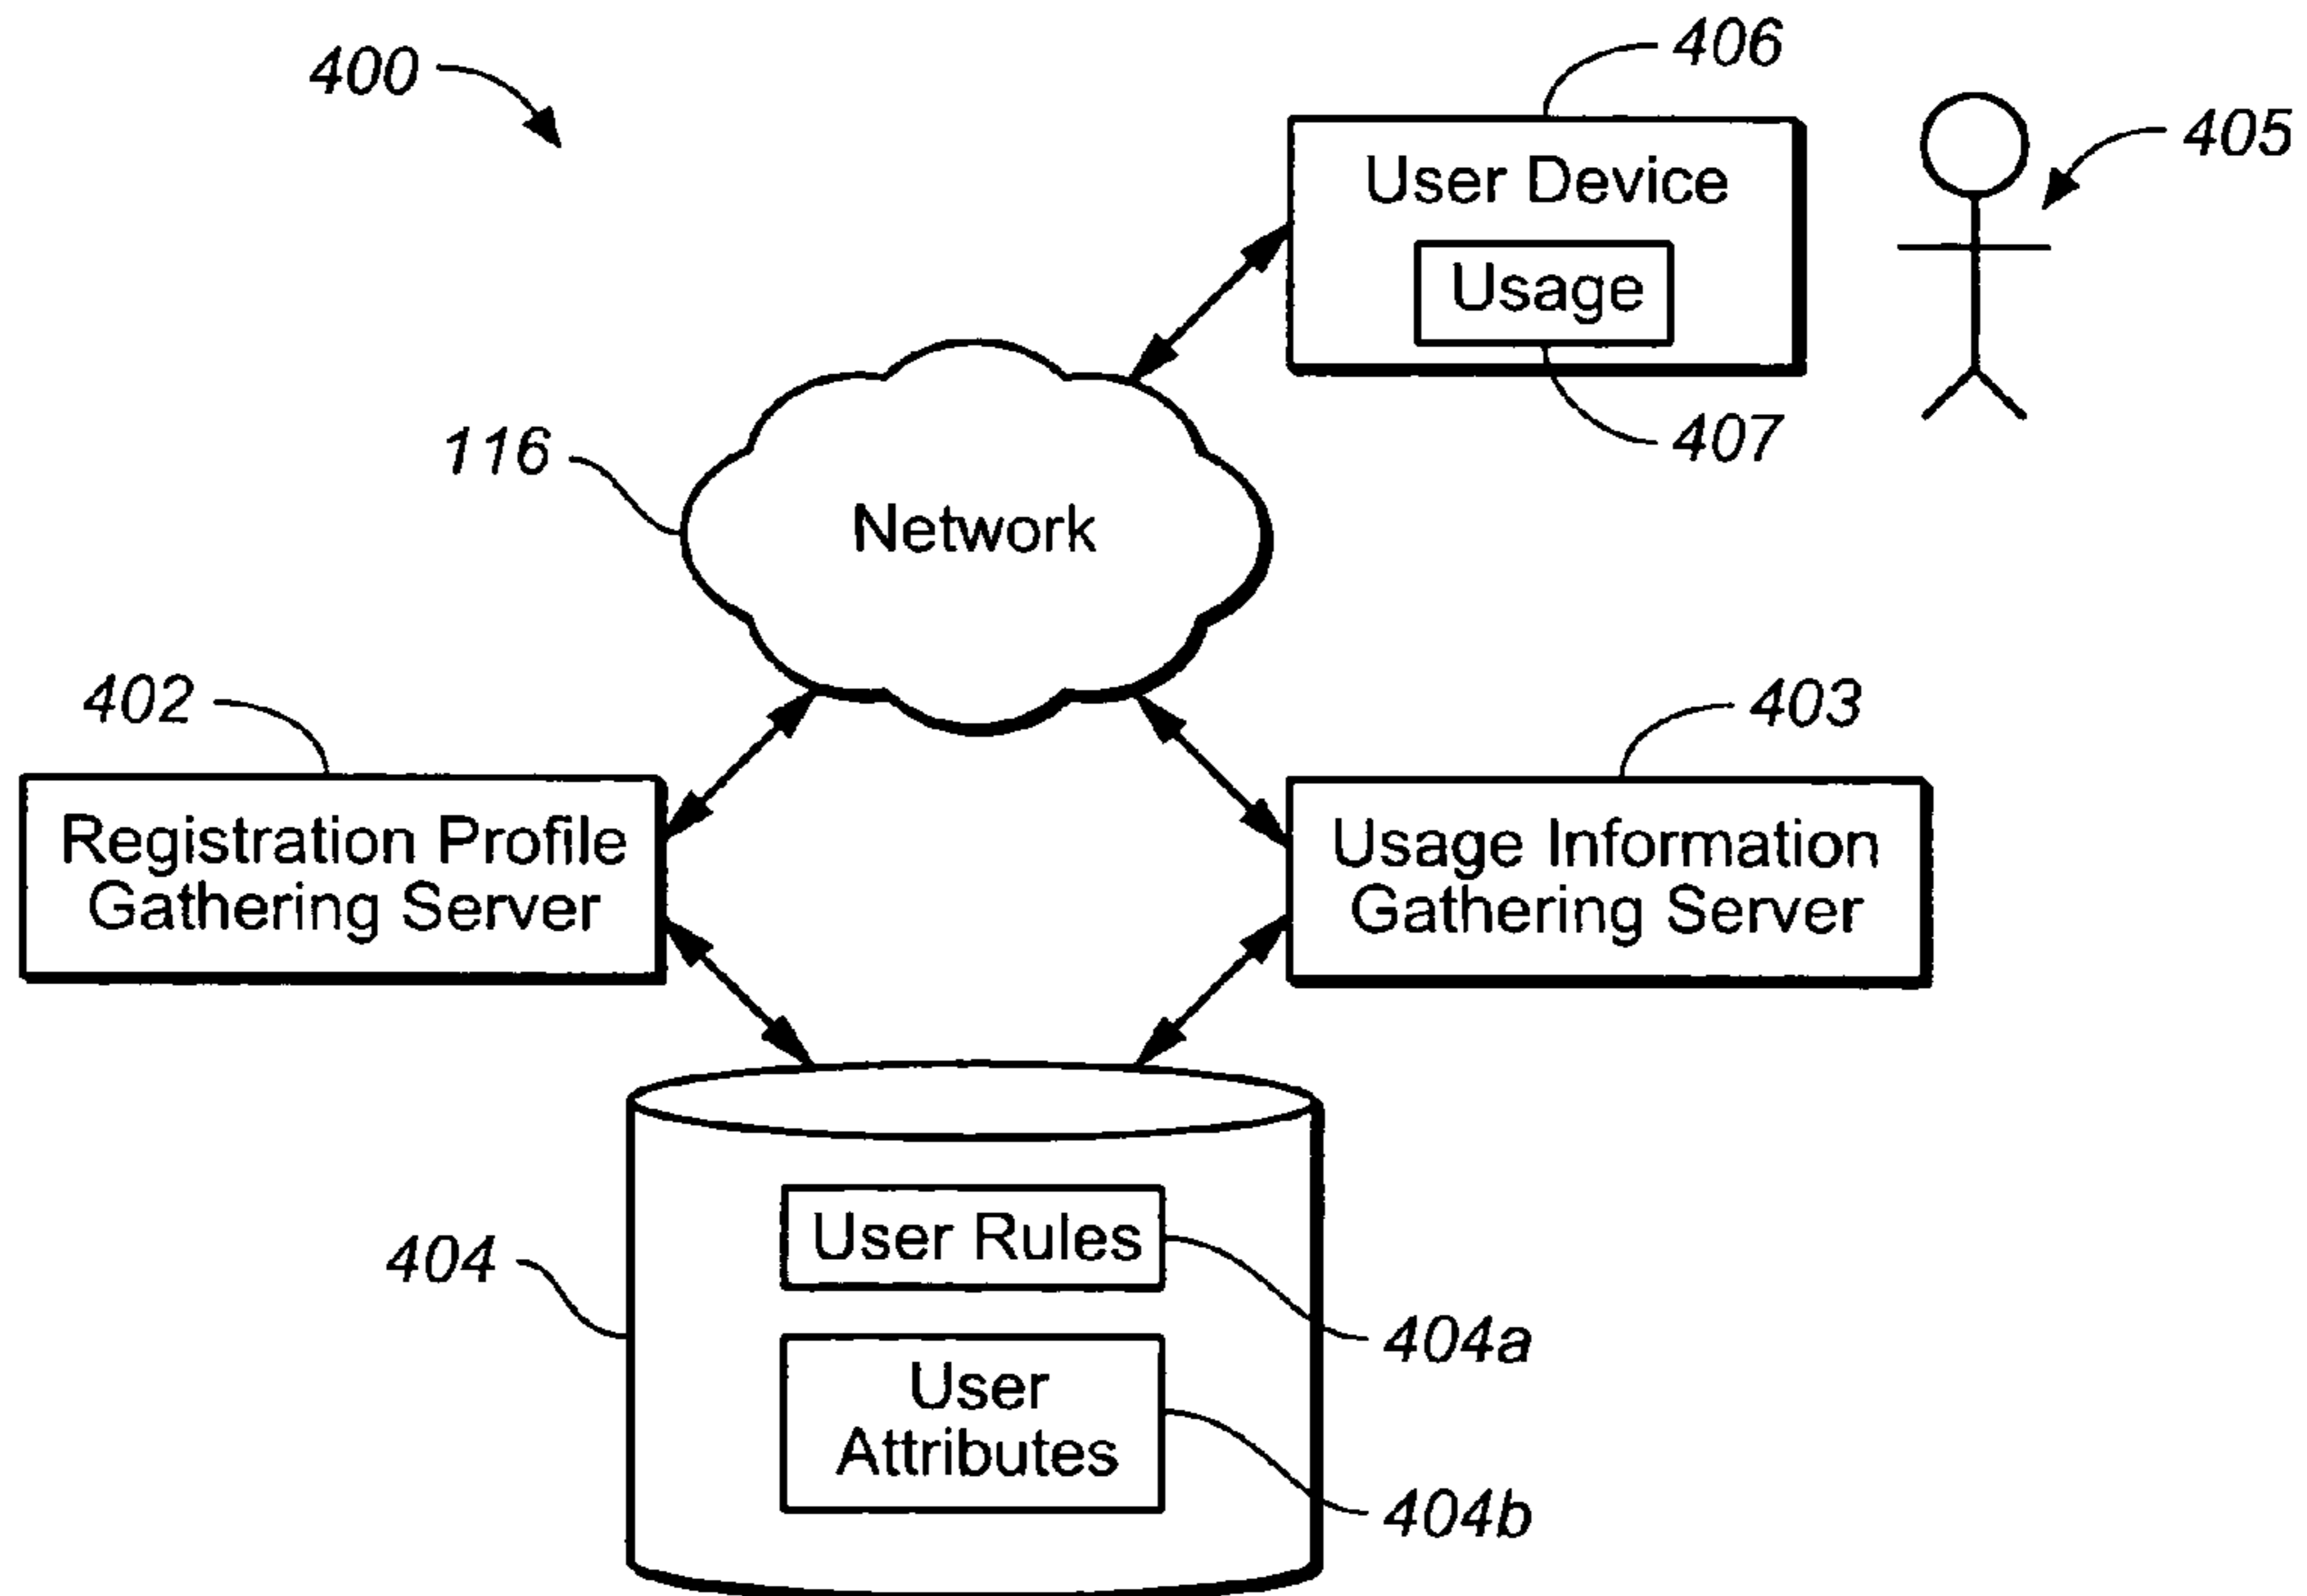 400
406
405
User Device
Usage
407
116
Network
402
403
Registration Profile
Gathering Server
Usage Information
Gathering Server
User Rules
404
404a
User
Attributes
404b